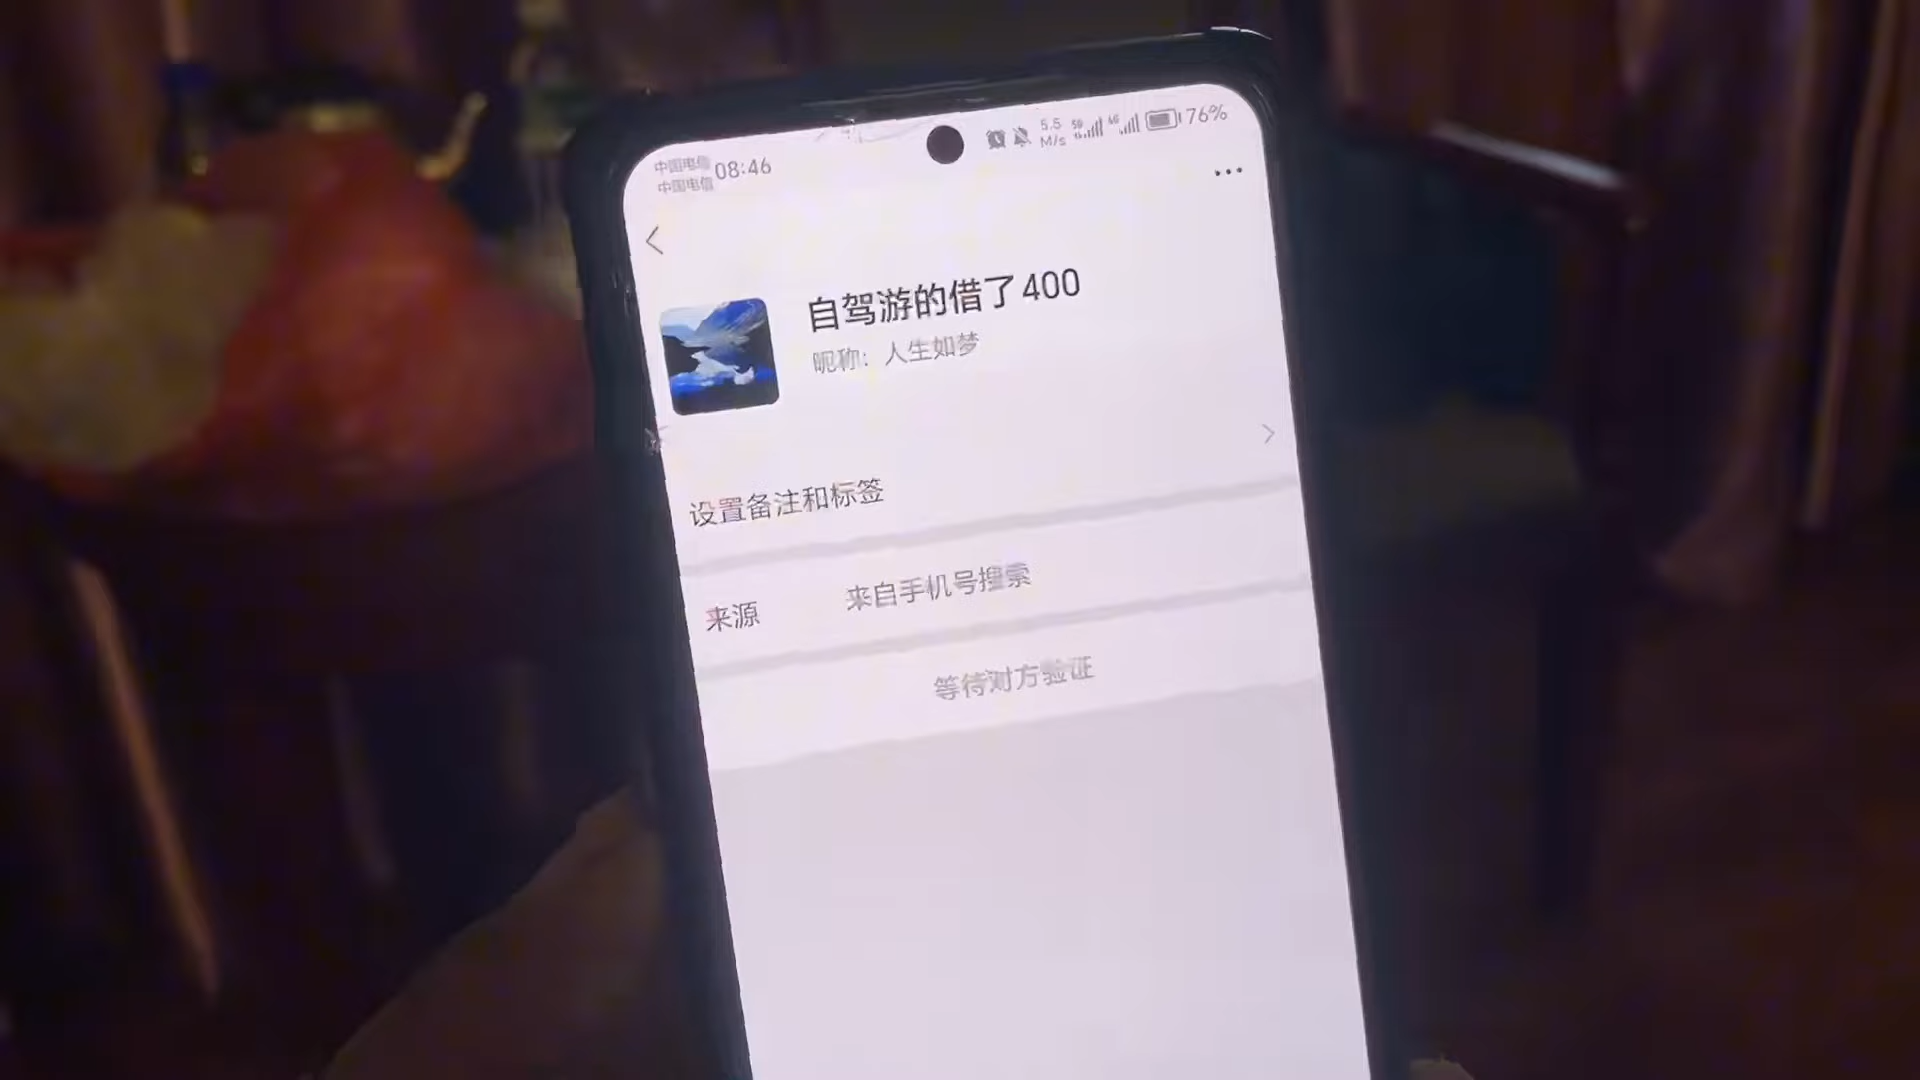 中国电信
中国电信
08:46
5.5
M/s
5G
4G
76%
自驾游的借了400
昵称：人生如梦
设置备注和标签
来源 来自手机号搜索
等待对方验证